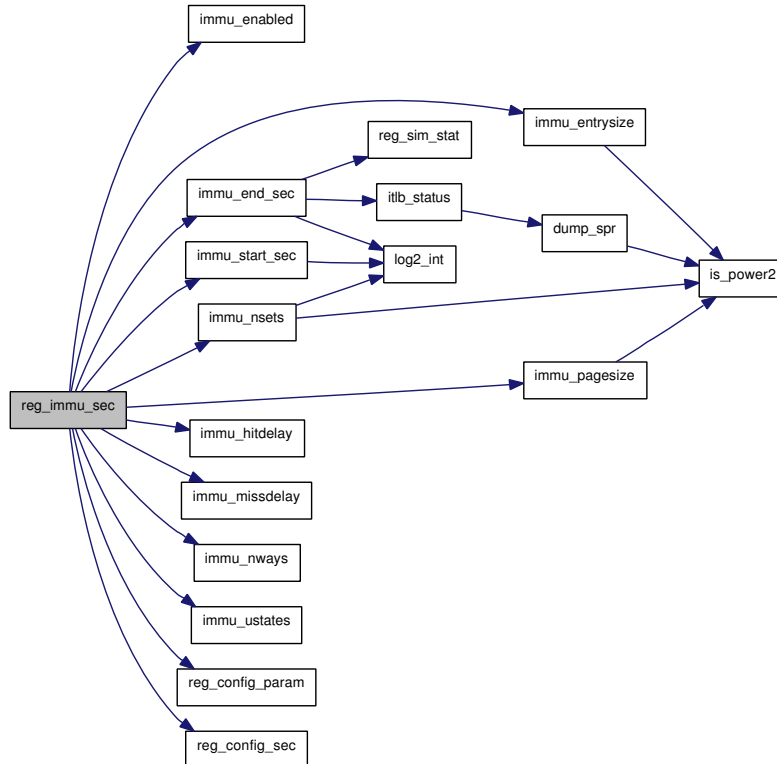 immu_enabled
immu_entrysize
reg_sim_stat
immu_end_sec
itlb_status
dump_spr
immu_start_sec
log2_int
is_power2
immu_nsets
immu_pagesize
reg_immu_sec
immu_hitdelay
immu_missdelay
immu_nways
immu_ustates
reg_config_param
reg_config_sec